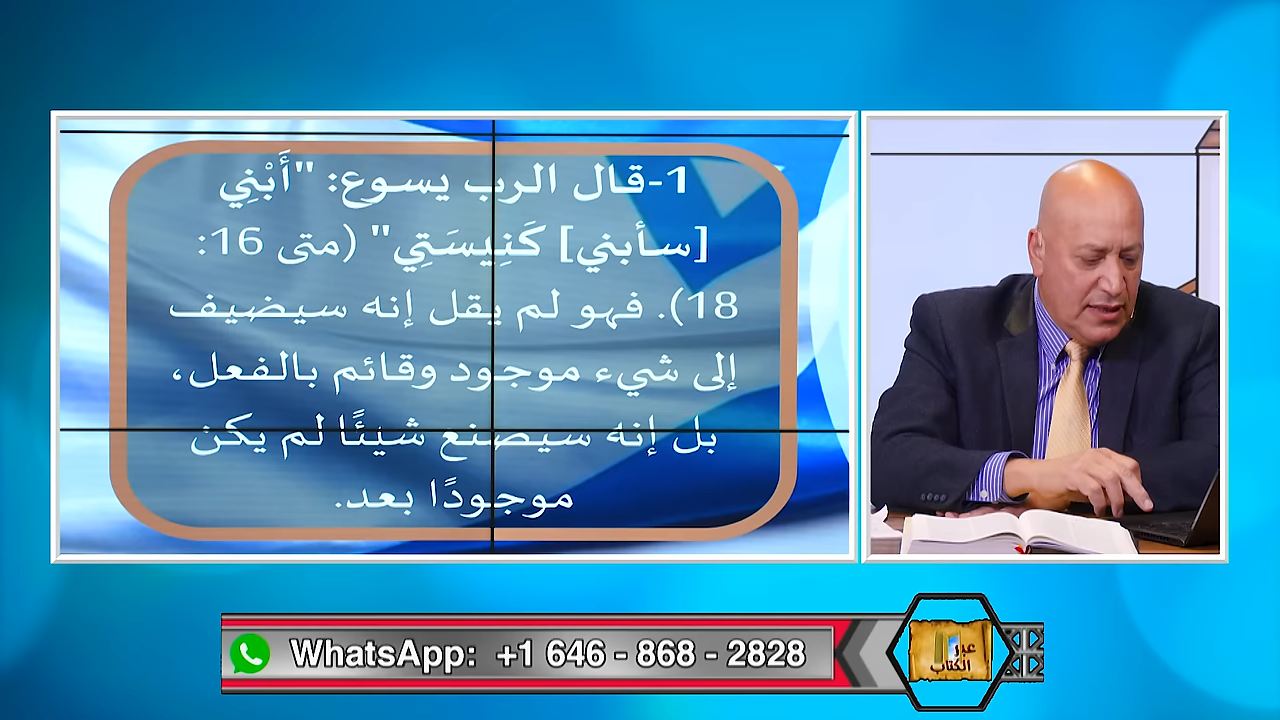 1-قال الرب يسوع: "أَبْنِي
[سأبني] كَنِيسَتِي" (متى 16:
18). فهو لم يقل إنه سيضيف
إلى شيء موجود وقائم بالفعل،
بل إنه سيصنع شيئًا لم يكن
موجودًا بعد.
WhatsApp: +1 646 - 868 - 2828
عبر
الكتاب